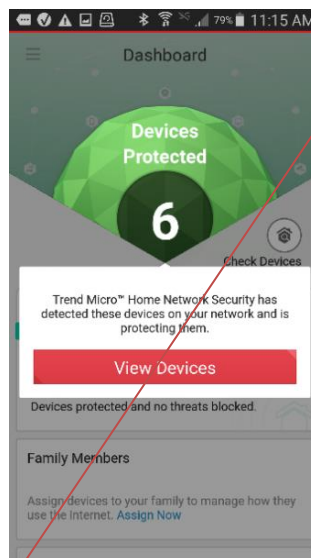 79% 11:15 AM
Dashboard
Devices
Protected
6
Check Devices
Trend Micro™ Home Network Security has
detected these devices on your network and is
protecting them.
View Devices
Devices protected and no threats blocked.
Family Members
Assign devices to your family to manage how they
use the Internet. Assign Now